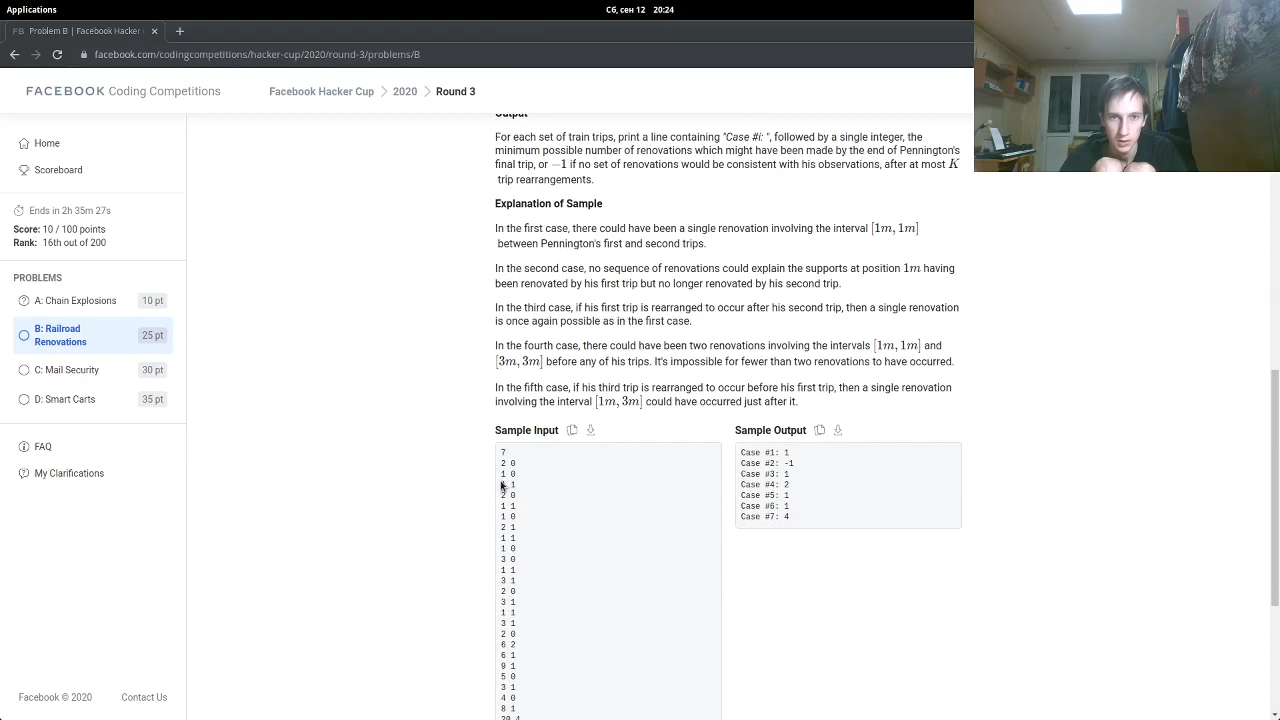 Applications
Сб, сен 12 20:24
FB Problem B | Facebook Hacker
facebook.com/codingcompetitions/hacker-cup/2020/round-3/problems/B
FACEBOOK Coding Competitions
Facebook Hacker Cup
2020
Round 3
Home
Scoreboard
Ends in 2h 35m 27s
Score: 10 / 100 points
Rank: 16th out of 200
PROBLEMS
A: Chain Explosions 10 pt
B: Railroad Renovations 25 pt
C: Mail Security 30 pt
D: Smart Carts 35 pt
FAQ
My Clarifications
Facebook © 2020 Contact Us
Output
For each set of train trips, print a line containing "Case #i: ", followed by a single integer, the
minimum possible number of renovations which might have been made by the end of Pennington's
final trip, or −1 if no set of renovations would be consistent with his observations, after at most K
trip rearrangements.
Explanation of Sample
In the first case, there could have been a single renovation involving the interval [1m, 1m]
between Pennington's first and second trips.
In the second case, no sequence of renovations could explain the supports at position 1m having
been renovated by his first trip but no longer renovated by his second trip.
In the third case, if his first trip is rearranged to occur after his second trip, then a single renovation
is once again possible as in the first case.
In the fourth case, there could have been two renovations involving the intervals [1m, 1m] and
[3m, 3m] before any of his trips. It's impossible for fewer than two renovations to have occurred.
In the fifth case, if his third trip is rearranged to occur before his first trip, then a single renovation
involving the interval [1m, 3m] could have occurred just after it.
Sample Input
7
2 0
1 0
1
2 0
1 1
1 0
2 1
1 1
1 0
3 0
1 1
3 1
2 0
3 1
1 1
3 1
2 0
6 2
6 1
9 1
5 0
3 1
4 0
8 1
20 4
Sample Output
Case #1: 1
Case #2: -1
Case #3: 1
Case #4: 2
Case #5: 1
Case #6: 1
Case #7: 4